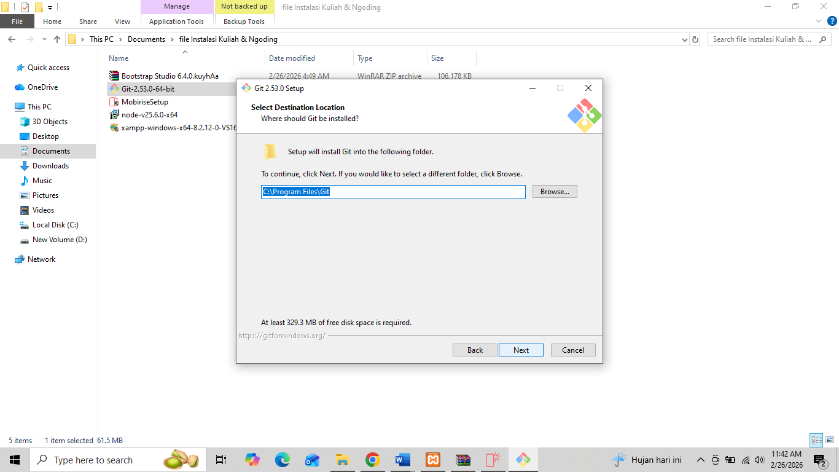 Manage
Not backed up
file Instalasi Kuliah & Ngoding
File
Home
Share
View
Application Tools
Backup Tools
This PC > Documents > file Instalasi Kuliah & Ngoding
Search file Instalasi Kuliah & ...
Name
Date modified
Type
Size
Quick access
OneDrive
This PC
3D Objects
Desktop
Documents
Downloads
Music
Pictures
Videos
Local Disk (C:)
New Volume (D:)
Network
Bootstrap Studio 6.4.0.kuyhAa
2/26/2026 4:49 AM
WinRAR ZIP archive
106.178 KB
Git-2.53.0-64-bit
MobiriseSetup
node-v25.6.0-x64
xampp-windows-x64-8.2.12-0-VS16
Git 2.53.0 Setup
Select Destination Location
Where should Git be installed?
Setup will install Git into the following folder.
To continue, click Next. If you would like to select a different folder, click Browse.
C:\Program Files\Git
Browse...
At least 329.3 MB of free disk space is required.
https://gitforwindows.org/
Back
Next
Cancel
5 items
1 item selected 61.5 MB
Type here to search
Hujan hari ini
11:42 AM
2/26/2026
2